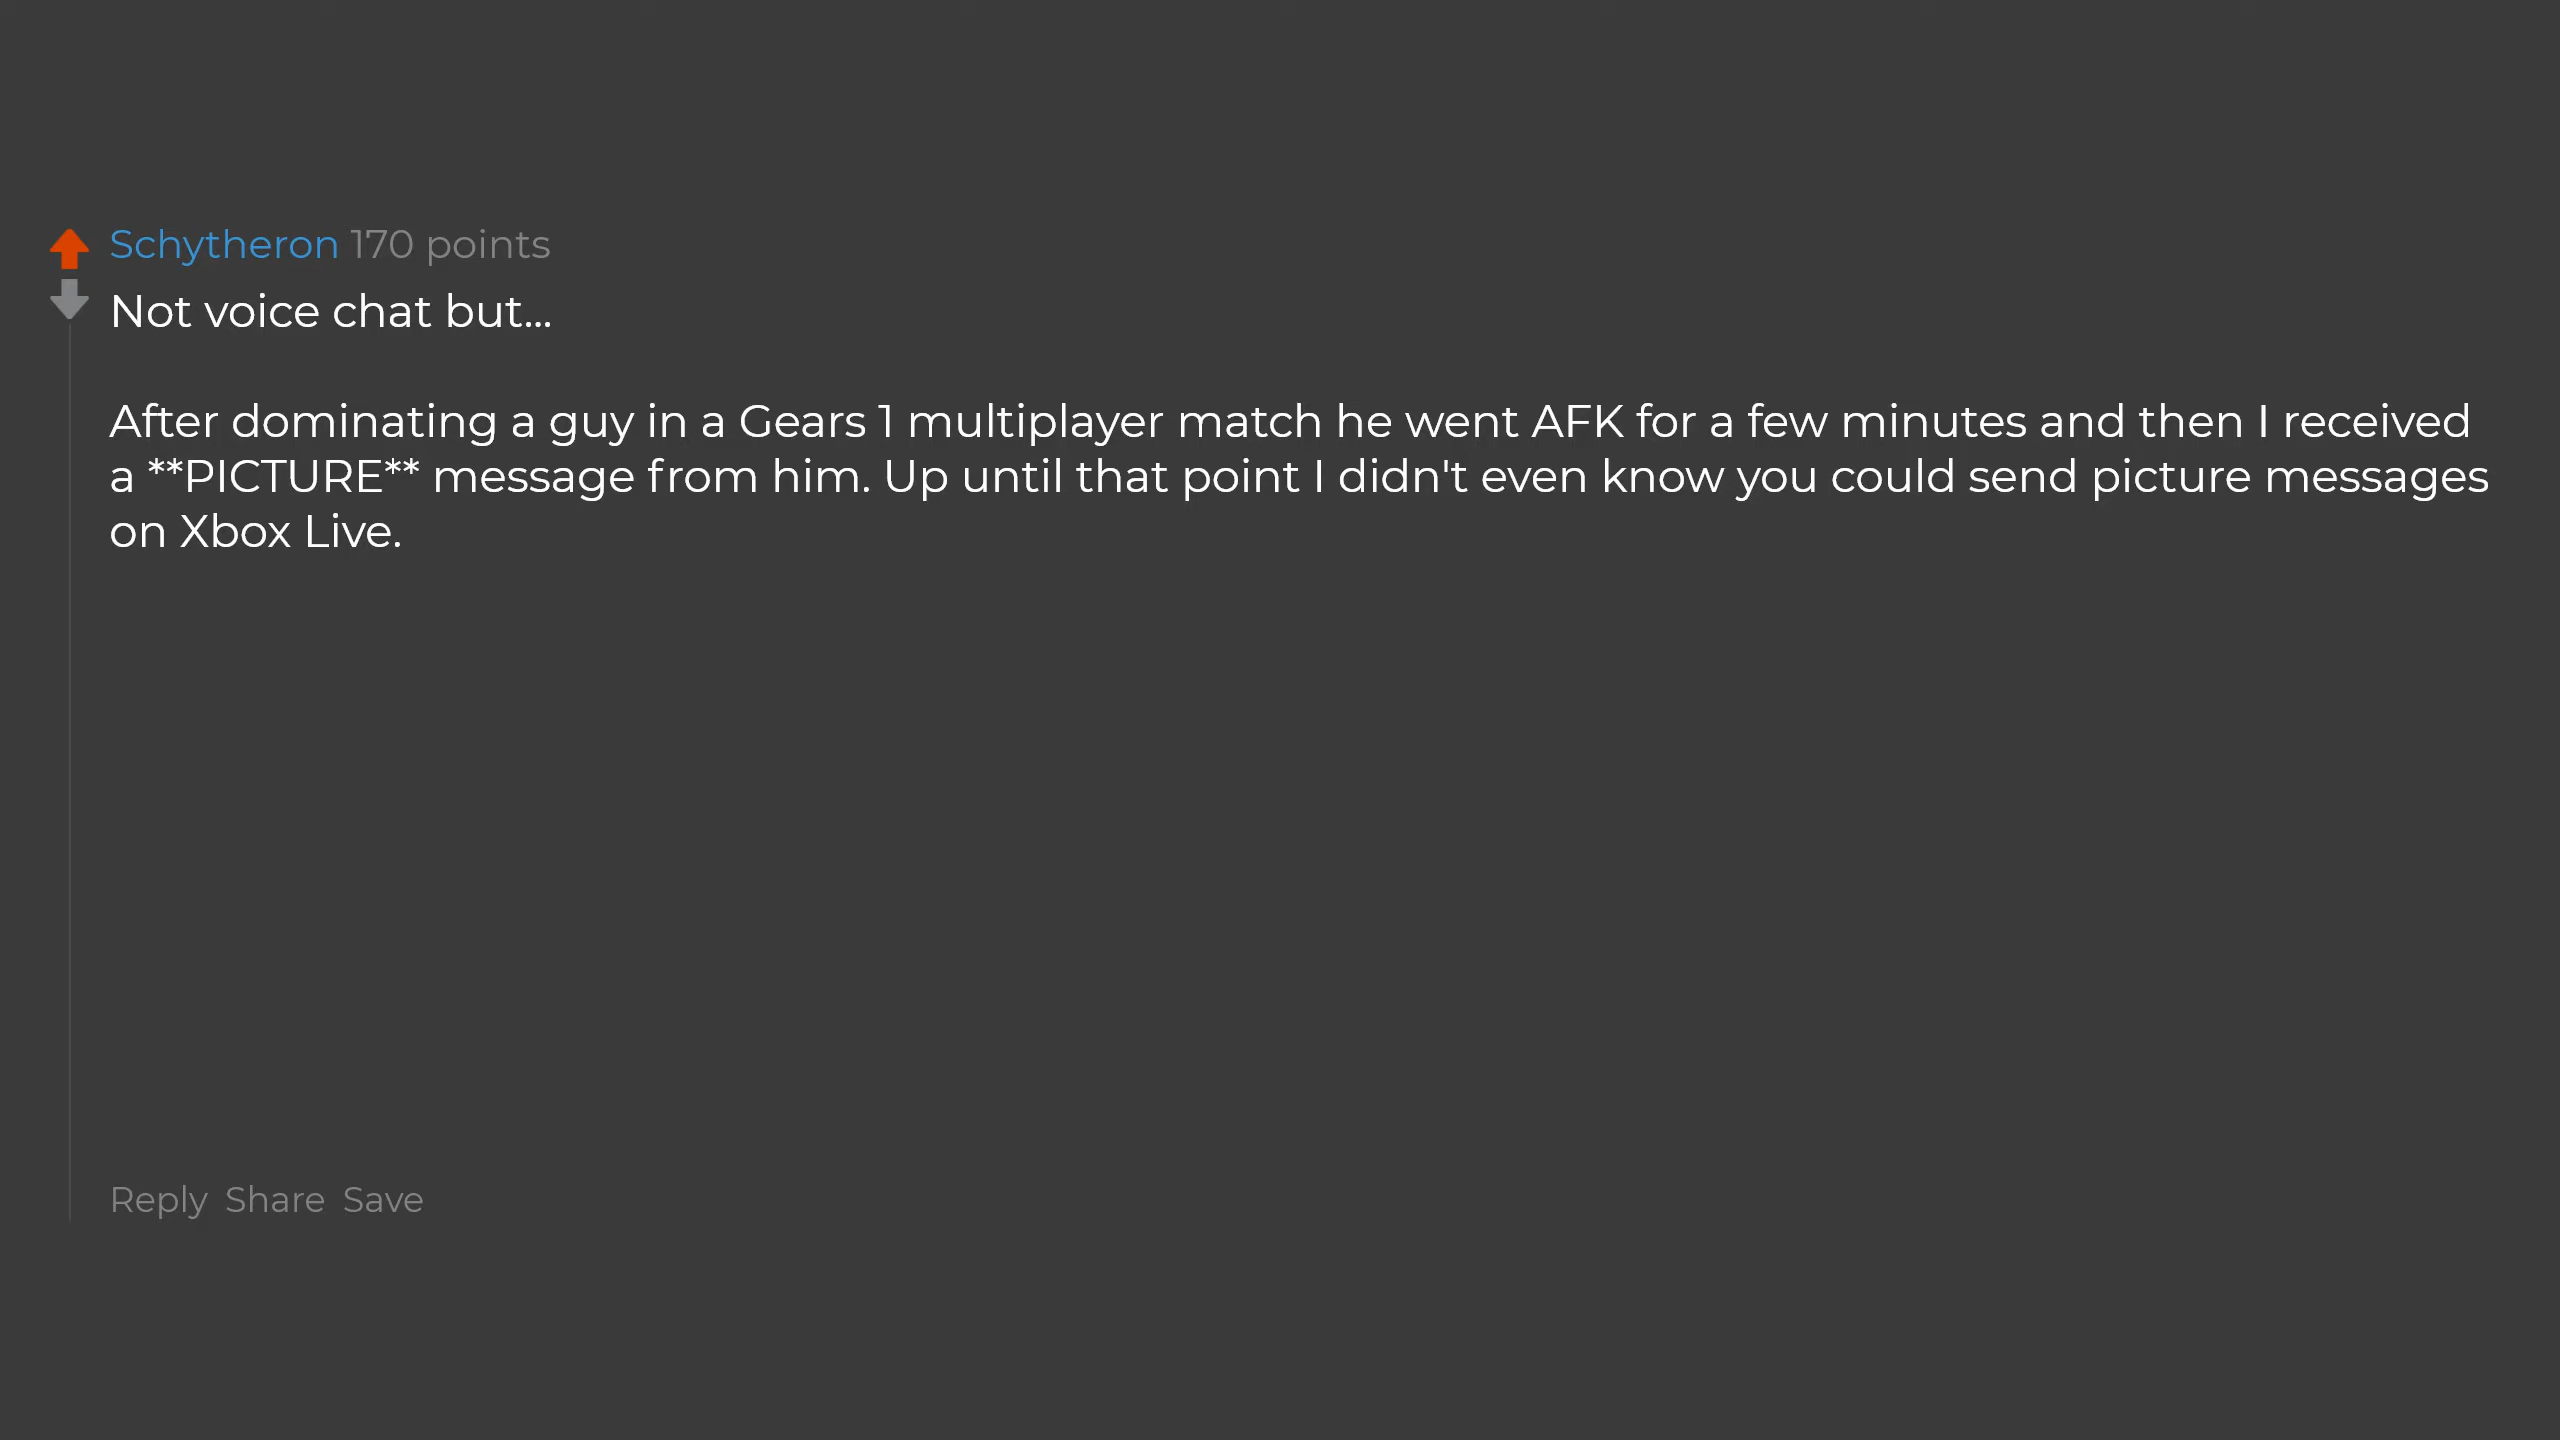 Schytheron 170 points
Not voice chat but...
After dominating a guy in a Gears 1 multiplayer match he went AFK for a few minutes and then I received
a **PICTURE** message from him. Up until that point I didn't even know you could send picture messages
on Xbox Live.
Reply Share Save